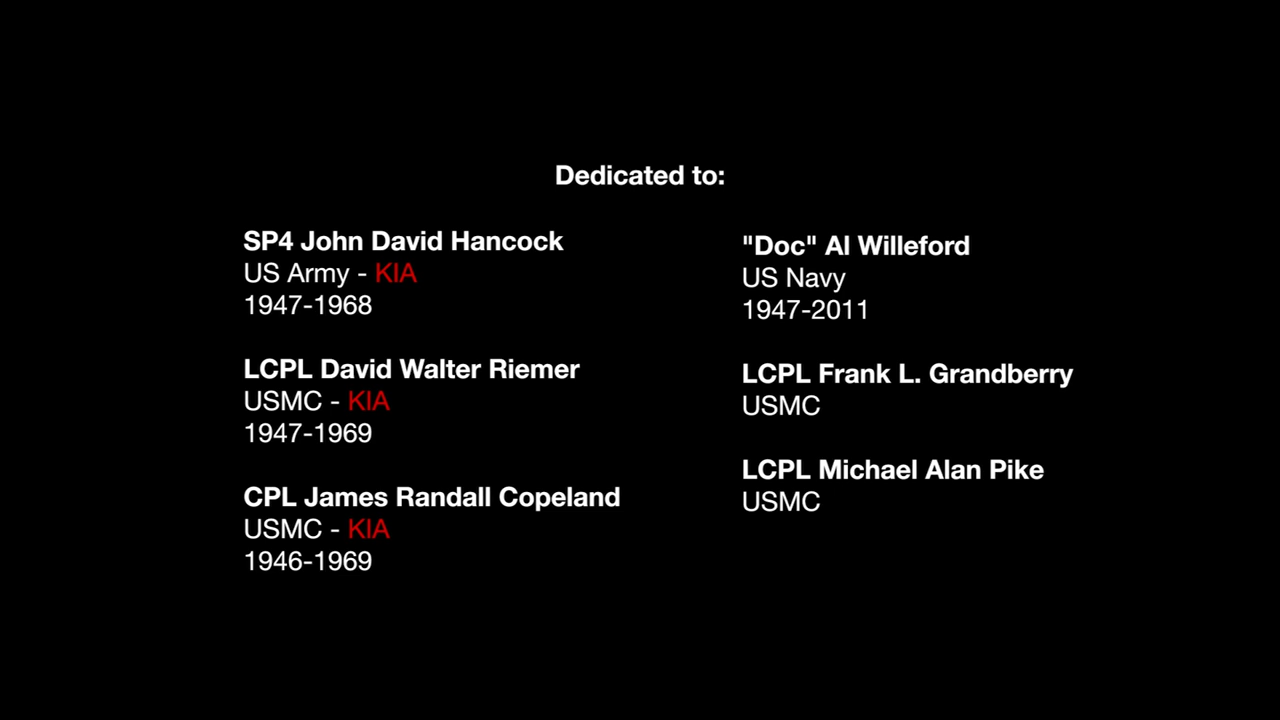 Dedicated to:
SP4 John David Hancock
US Army - KIA
1947-1968
LCPL David Walter Riemer
USMC - KIA
1947-1969
CPL James Randall Copeland
USMC - KIA
1946-1969
"Doc" Al Willeford
US Navy
1947-2011
LCPL Frank L. Grandberry
USMC
LCPL Michael Alan Pike
USMC